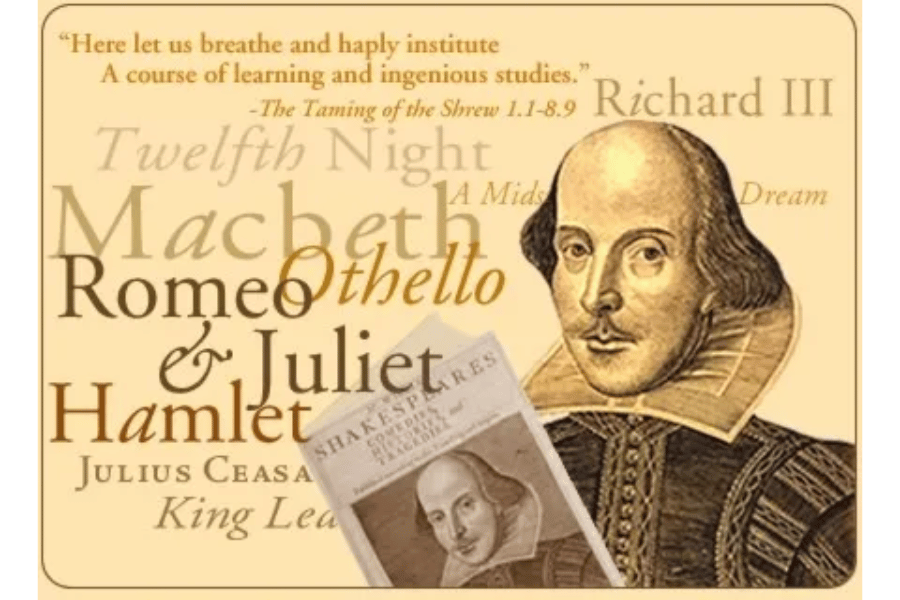 “Here let us breathe and haply institute
A course of learning and ingenious studies.”
-The Taming of the Shrew 1.1-8.9
Richard III
Twelfth Night
A Mids Dream
Macbeth
Othello
Romeo
& Juliet
Hamlet
JULIUS CEASA
King Lea
SHAKESPEARES
COMEDIES,
HISTORIES, and
TRAGEDIES.